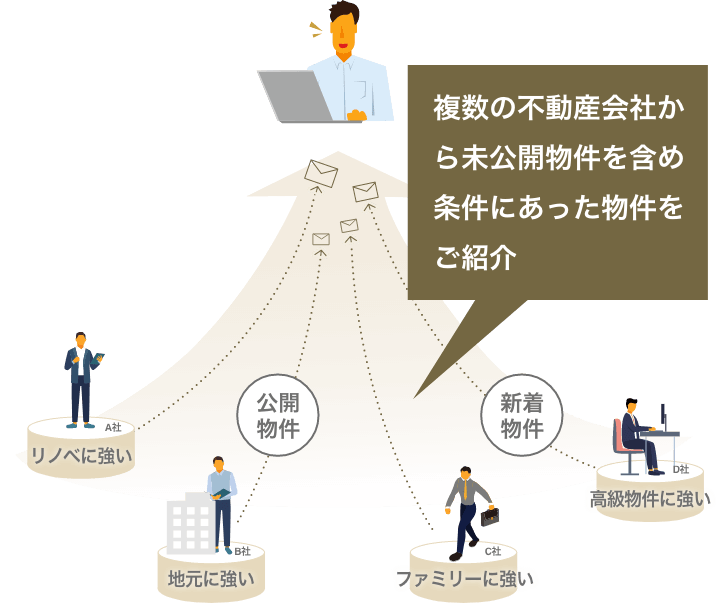 複数の不動産会社か
ら未公開物件を含め
条件にあった物件を
ご紹介
公開
物件
新着
物件
A社
リノベに強い
D社
高級物件に強い
B社
地元に強い
C社
ファミリーに強い